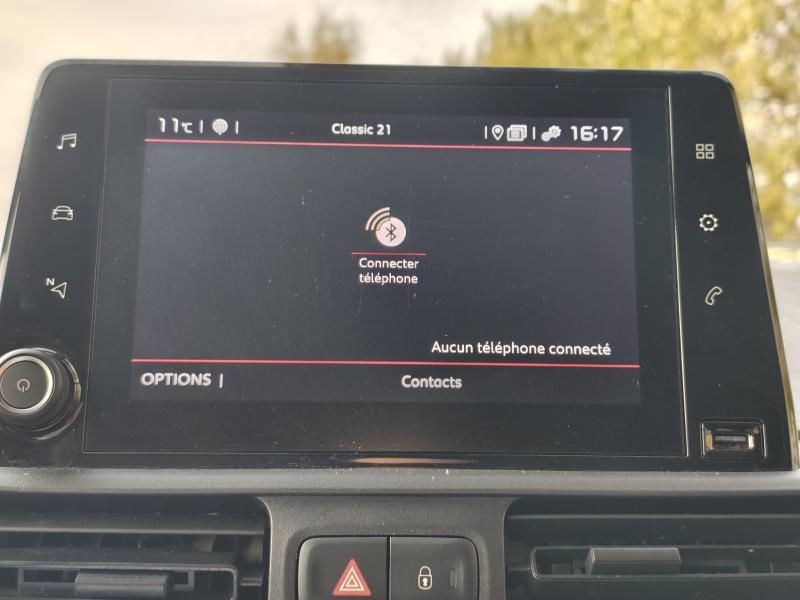 11°C | | Classic 21 | | 16:17
Connecter
téléphone
Aucun téléphone connecté
OPTIONS | Contacts
N